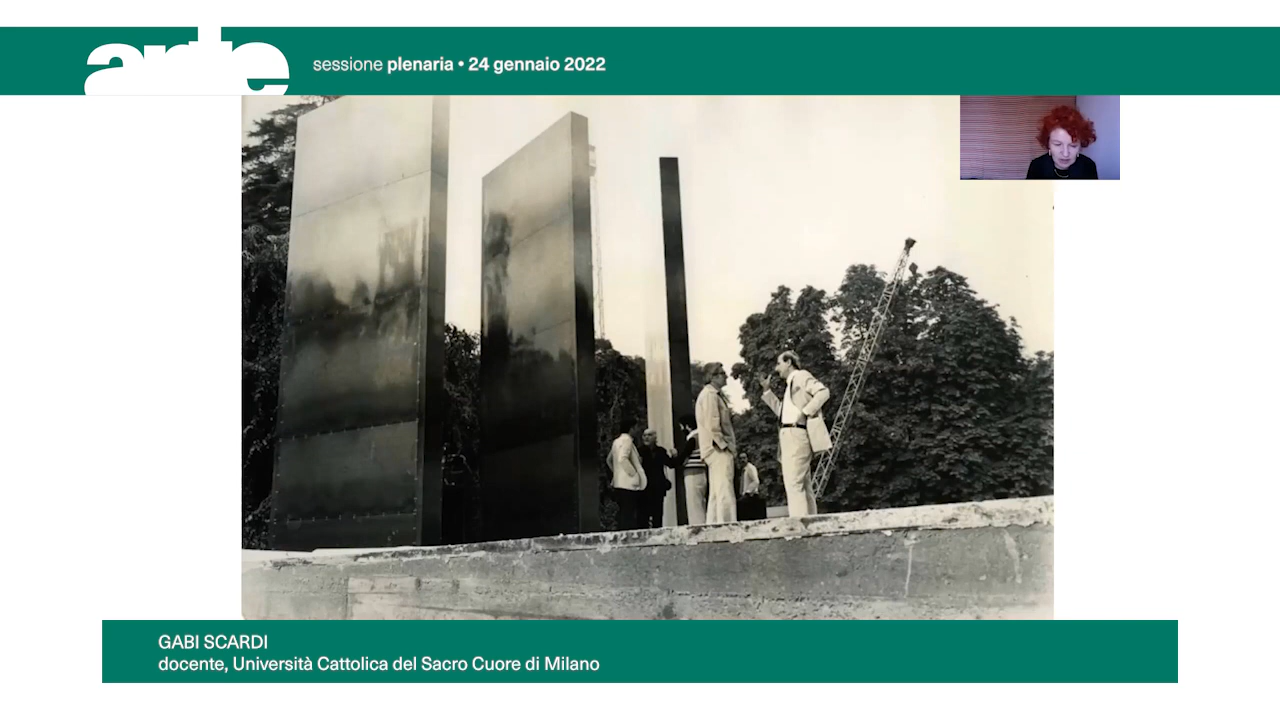 arte
sessione plenaria • 24 gennaio 2022
GABI SCARDI
docente, Università Cattolica del Sacro Cuore di Milano